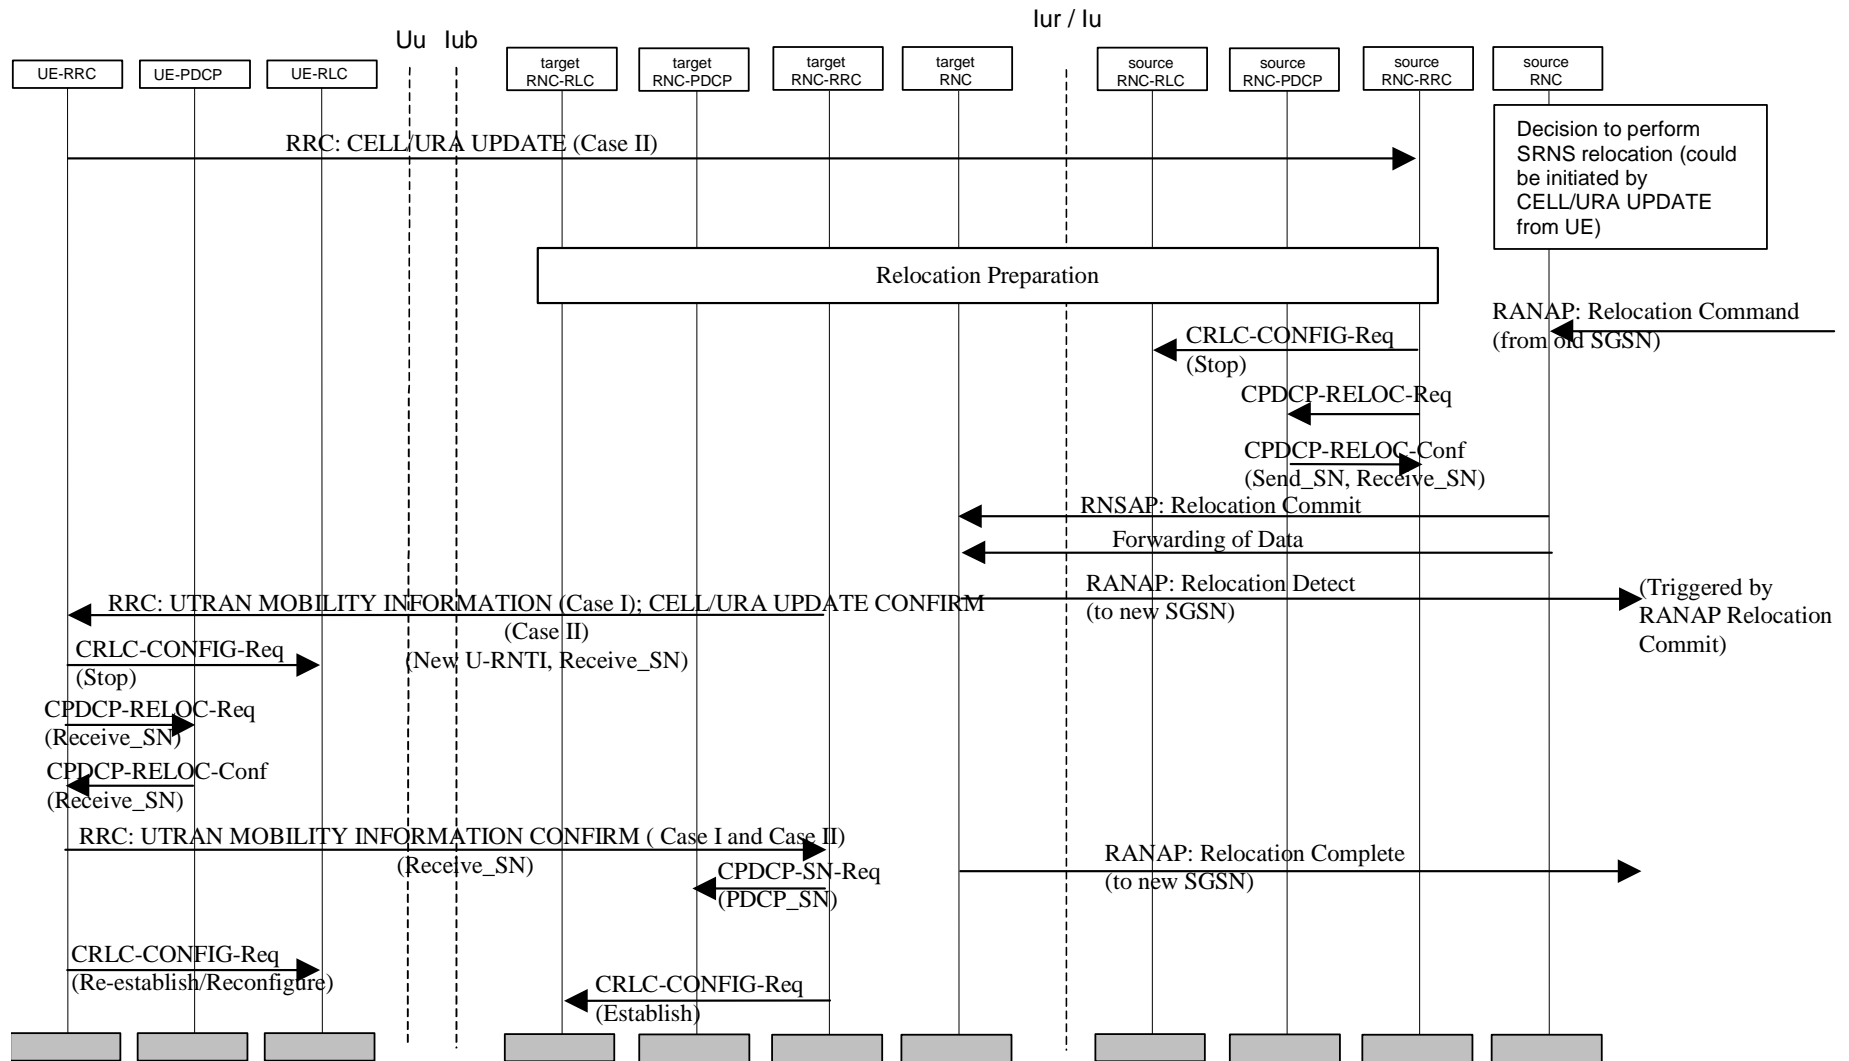 Iur / Iu
Uu
Iub
UE-RRC
UE-PDCP
UE-RLC
target
RNC-RLC
target
RNC-PDCP
target
RNC-RRC
target
RNC
source
RNC-RLC
source
RNC-PDCP
source
RNC-RRC
source
RNC
Decision to perform
SRNS relocation (could
be initiated by
CELL/URA UPDATE
from UE)
RRC: CELL/URA UPDATE (Case II)
Relocation Preparation
RANAP: Relocation Command
(from old SGSN)
CRLC-CONFIG-Req
(Stop)
CPDCP-RELOC-Req
CPDCP-RELOC-Conf
(Send_SN, Receive_SN)
RNSAP: Relocation Commit
Forwarding of Data
RANAP: Relocation Detect
(to new SGSN)
(Triggered by
RANAP Relocation
Commit)
RRC: UTRAN MOBILITY INFORMATION (Case I); CELL/URA UPDATE CONFIRM
(Case II)
(New U-RNTI, Receive_SN)
CRLC-CONFIG-Req
(Stop)
CPDCP-RELOC-Req
(Receive_SN)
CPDCP-RELOC-Conf
(Receive_SN)
RRC: UTRAN MOBILITY INFORMATION CONFIRM ( Case I and Case II)
(Receive_SN)
RANAP: Relocation Complete
(to new SGSN)
CPDCP-SN-Req
(PDCP_SN)
CRLC-CONFIG-Req
(Re-establish/Reconfigure)
CRLC-CONFIG-Req
(Establish)